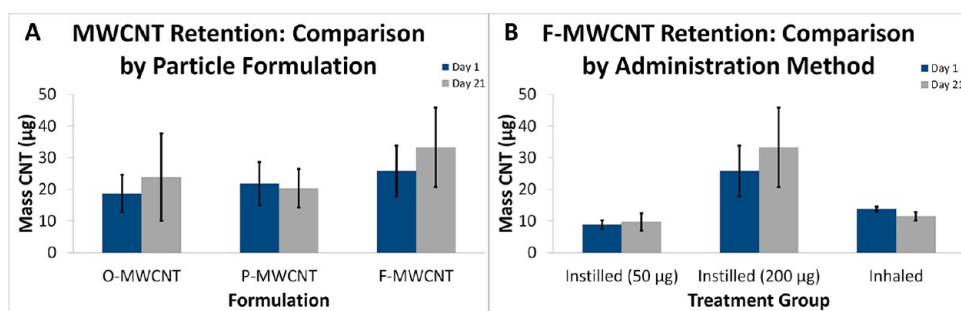 A MWCNT Retention: Comparison
by Particle Formulation
Day 1
Day 21
50
40
30
20
10
0
Mass CNT (µg)
O-MWCNT P-MWCNT F-MWCNT
Formulation
B F-MWCNT Retention: Comparison
by Administration Method
Day 1
Day 21
50
40
30
20
10
0
Mass CNT (µg)
Instilled (50 µg) Instilled (200 µg) Inhaled
Treatment Group